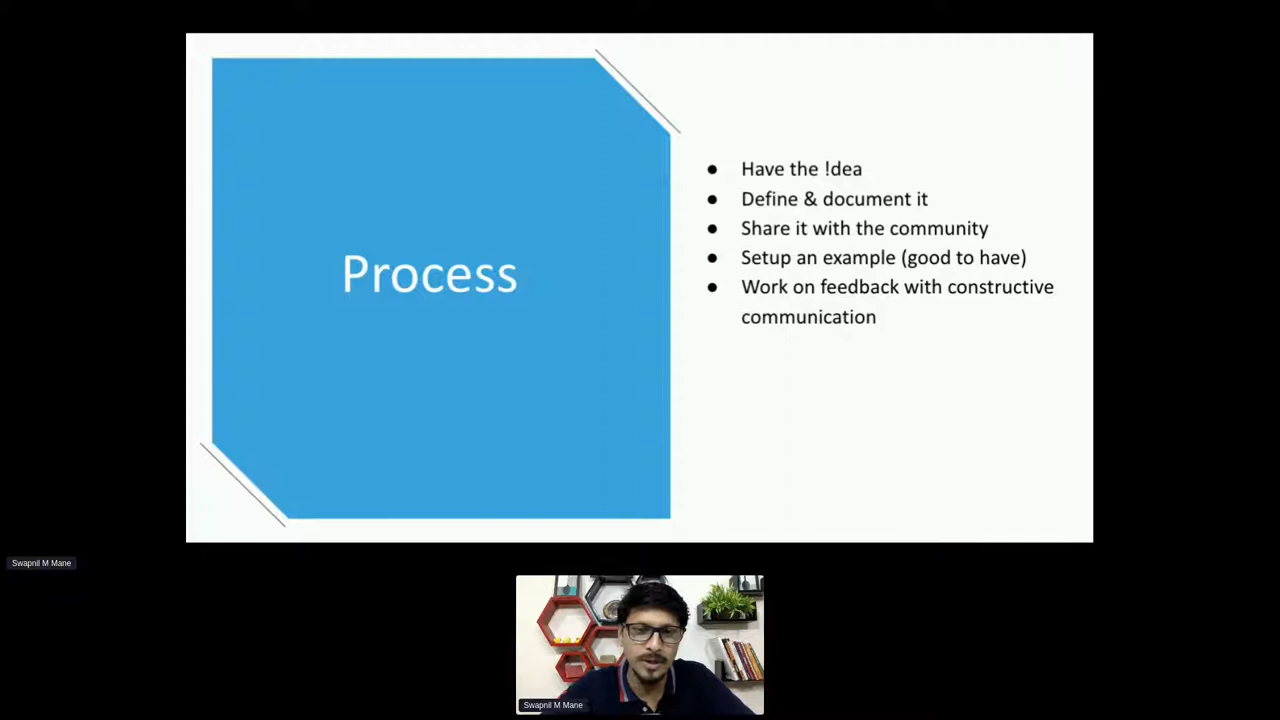 Process
● Have the !dea
● Define & document it
● Share it with the community
● Setup an example (good to have)
● Work on feedback with constructive
communication
Swapnil M Mane
Swapnil M Mane